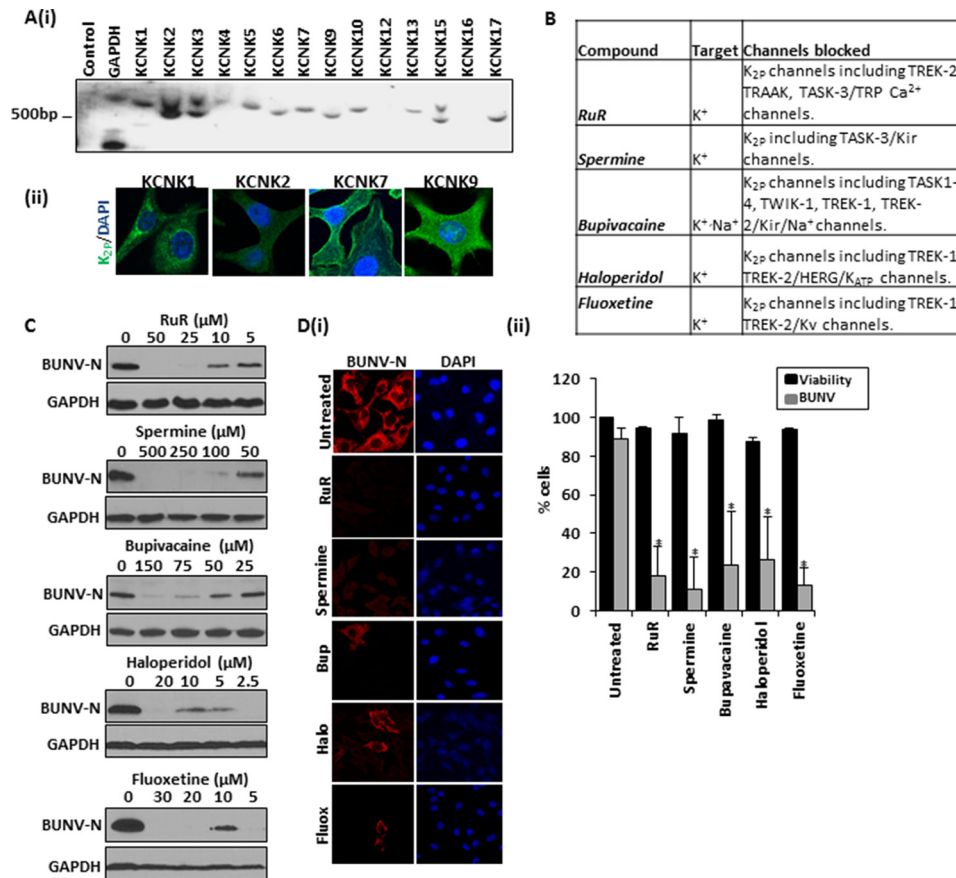 A(i)
Control
GAPDH
KCNK1
KCNK2
KCNK3
KCNK4
KCNK5
KCNK6
KCNK7
KCNK9
KCNK10
KCNK12
KCNK13
KCNK15
KCNK16
KCNK17
500bp
(ii)
KCNK1 KCNK2 KCNK7 KCNK9
K2P/DAPI
B
Compound Target Channels blocked
RuR K+ K2P channels including TREK-2
TRAAK, TASK-3/TRP Ca2+
channels.
Spermine K+ K2P including TASK-3/Kir
channels.
Bupivacaine K+,Na+ K2P channels including TASK1-
4, TWIK-1, TREK-1, TREK-
2/Kir/Na+ channels.
Haloperidol K+ K2P channels including TREK-1
TREK-2/HERG/KATP channels.
Fluoxetine K+ K2P channels including TREK-1
TREK-2/Kv channels.
C
RuR (µM)
0 50 25 10 5
BUNV-N
GAPDH
Spermine (µM)
0 500 250 100 50
BUNV-N
GAPDH
Bupivacaine (µM)
0 150 75 50 25
BUNV-N
GAPDH
Haloperidol (µM)
0 20 10 5 2.5
BUNV-N
GAPDH
Fluoxetine (µM)
0 30 20 10 5
BUNV-N
GAPDH
D(i)
BUNV-N DAPI
Untreated
RuR
Spermine
Bup
Halo
Fluox
(ii)
Viability
BUNV
% cells
120
100
80
60
40
20
0
* * * * *
Untreated
RuR
Spermine
Bupavacaine
Haloperidol
Fluoxetine